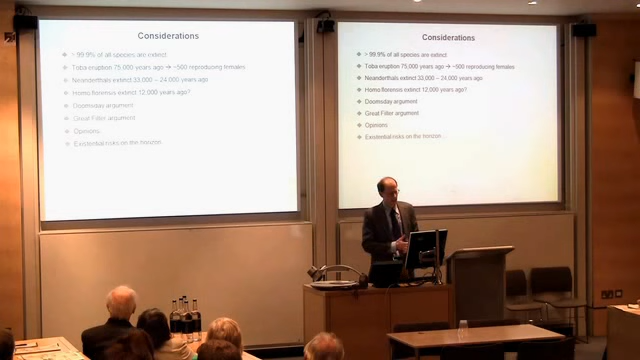 Considerations
> 99.9% of all species are extinct
Toba eruption 75,000 years ago → ~500 reproducing females
Neanderthals extinct 33,000 – 24,000 years ago
Homo floriensis extinct 12,000 years ago?
Doomsday argument
Great Filter argument
Opinions
Existential risks on the horizon
Considerations
> 99.9% of all species are extinct
Toba eruption 75,000 years ago → ~500 reproducing females
Neanderthals extinct 33,000 – 24,000 years ago
Homo floriensis extinct 12,000 years ago?
Doomsday argument
Great Filter argument
Opinions
Existential risks on the horizon